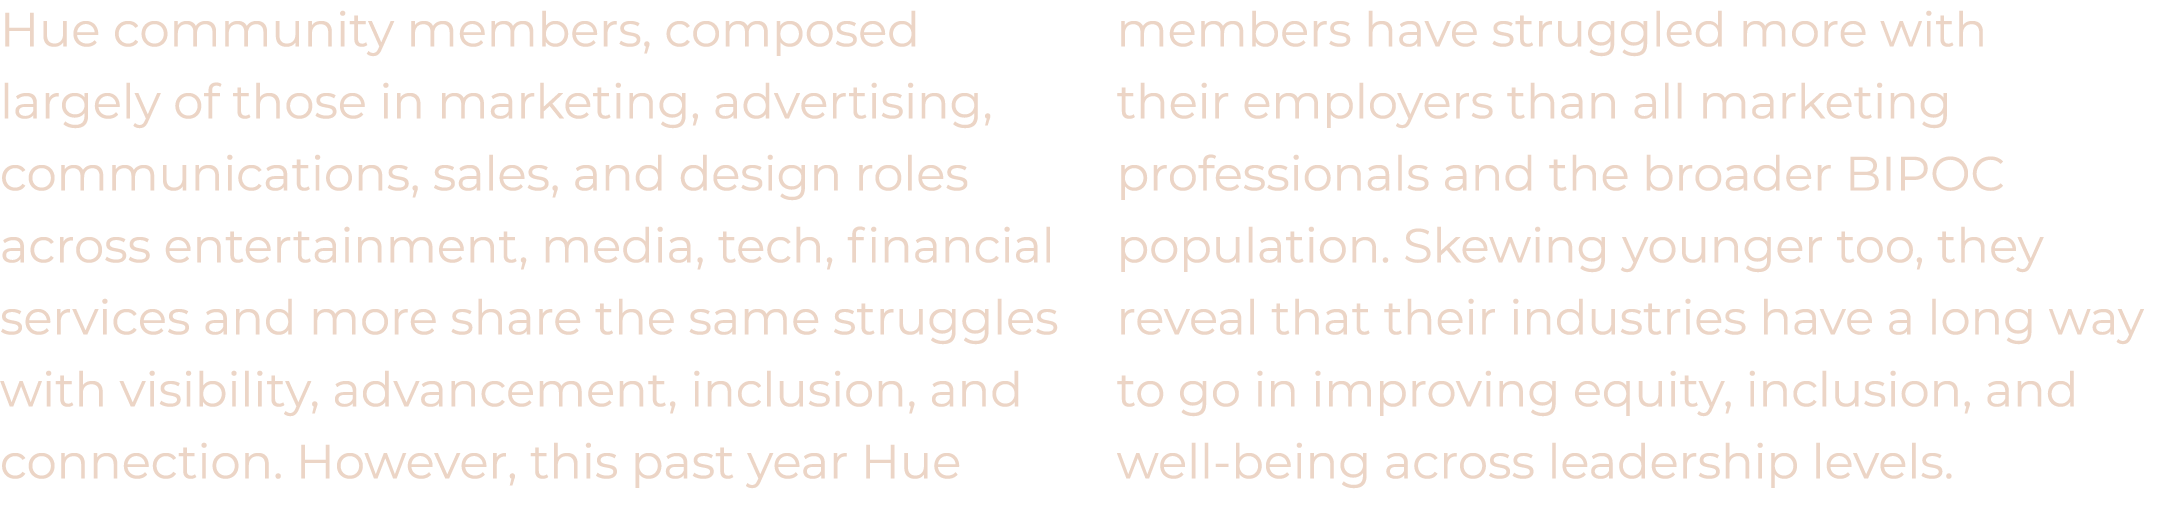 Hue community members, composed
largely of those in marketing, advertising,
communications, sales, and design roles
across entertainment, media, tech, financial
services and more share the same struggles
with visibility, advancement, inclusion, and
connection. However, this past year Hue
members have struggled more with
their employers than all marketing
professionals and the broader BIPOC
population. Skewing younger too, they
reveal that their industries have a long way
to go in improving equity, inclusion, and
well-being across leadership levels.